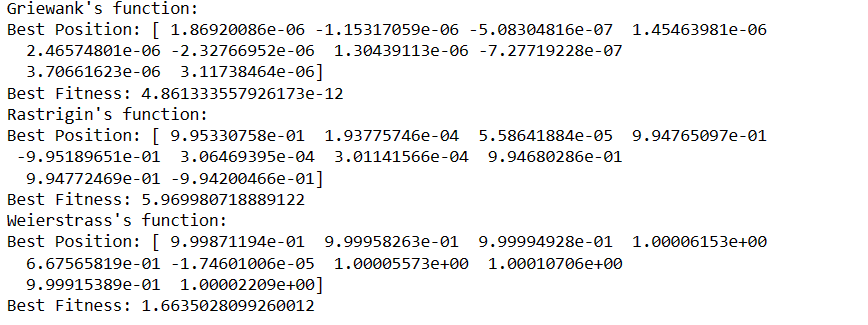 Griewank's function:
Best Position: [ 1.86920086e-06 -1.15317059e-06 -5.08304816e-07  1.45463981e-06
  2.46574801e-06 -2.32766952e-06  1.30439113e-06 -7.27719228e-07
  3.70661623e-06  3.11738464e-06]
Best Fitness: 4.861333557926173e-12
Rastrigin's function:
Best Position: [ 9.95330758e-01  1.93775746e-04  5.58641884e-05  9.94765097e-01
 -9.95189651e-01  3.06469395e-04  3.01141566e-04  9.94680286e-01
  9.94772469e-01 -9.94200466e-01]
Best Fitness: 5.969980718889122
Weierstrass's function:
Best Position: [ 9.99871194e-01  9.99958263e-01  9.99994928e-01  1.00006153e+00
  6.67565819e-01 -1.74601006e-05  1.00005573e+00  1.00010706e+00
  9.99915389e-01  1.00002209e+00]
Best Fitness: 1.6635028099260012